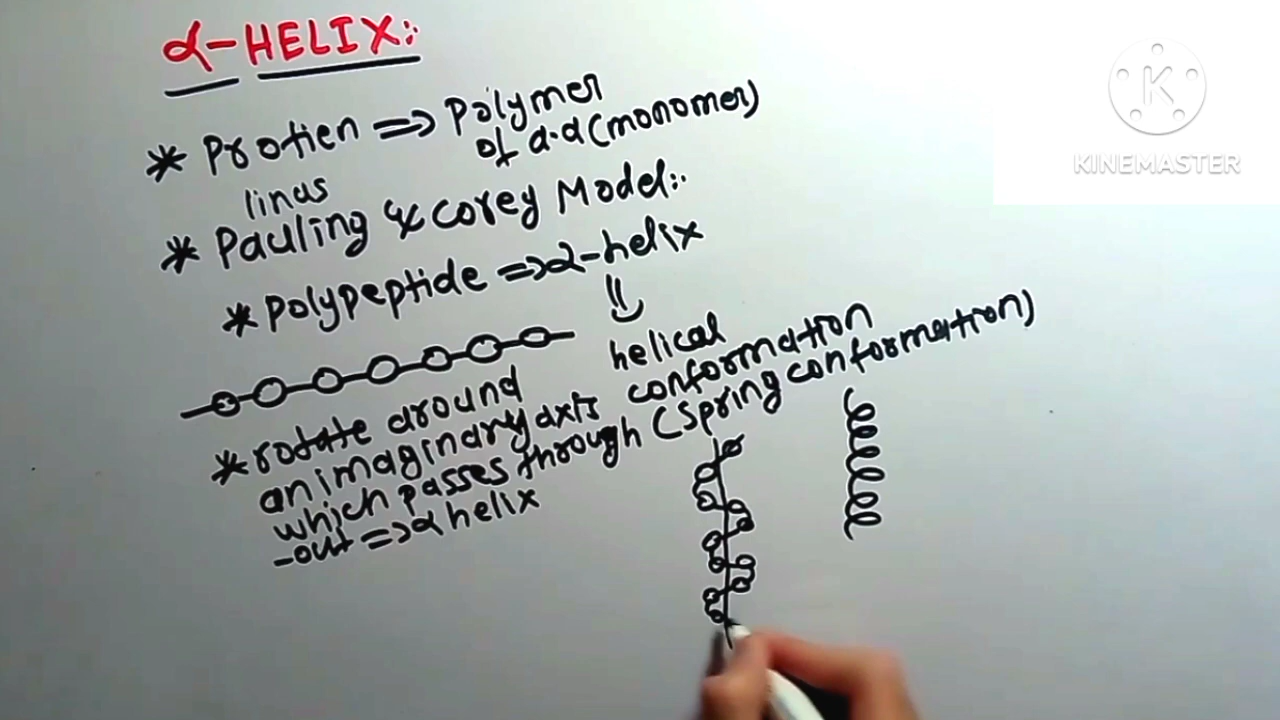 α-HELIX:
* Protien => Polymer
of a.a (monomer)
linus
* Pauling & corey Model:
* Polypeptide => α-helix
helical
conformation
(spring conformation)
* rotate around
an imaginary axis
which passes through
-out => α helix
K
KINEMASTER